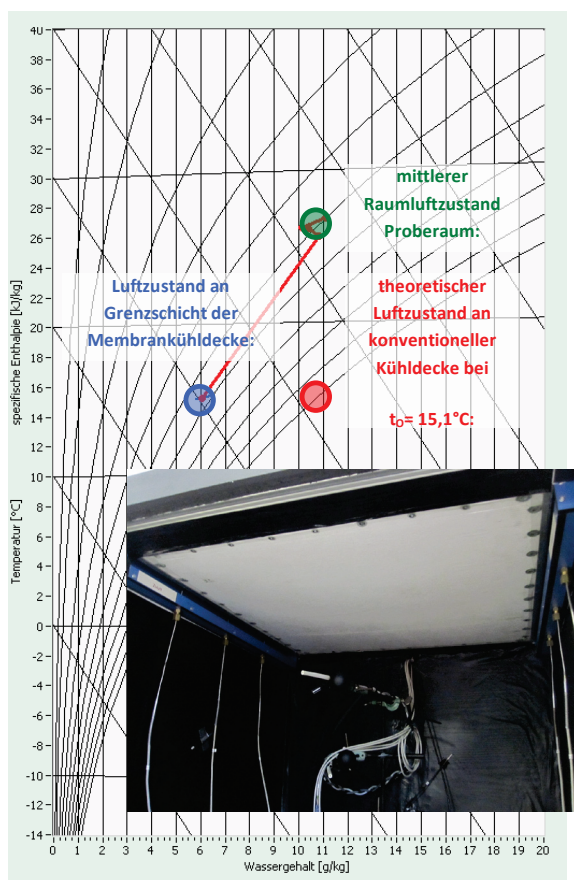 40
38
36
34
32
30
28
26
24
22
20
18
16
14
12
10
8
6
4
2
0
-2
-4
-6
-8
-10
-12
-14
spezifische Enthalpie [kJ/kg]
Temperatur [°C]
mittlerer
Raumluftzustand
Proberaum:
Luftzustand an
Grenzschicht der
Membrankühldecke:
theoretischer
Luftzustand an
konventioneller
Kühldecke bei
t₀= 15,1°C:
0 1 2 3 4 5 6 7 8 9 10 11 12 13 14 15 16 17 18 19 20
Wassergehalt [g/kg]